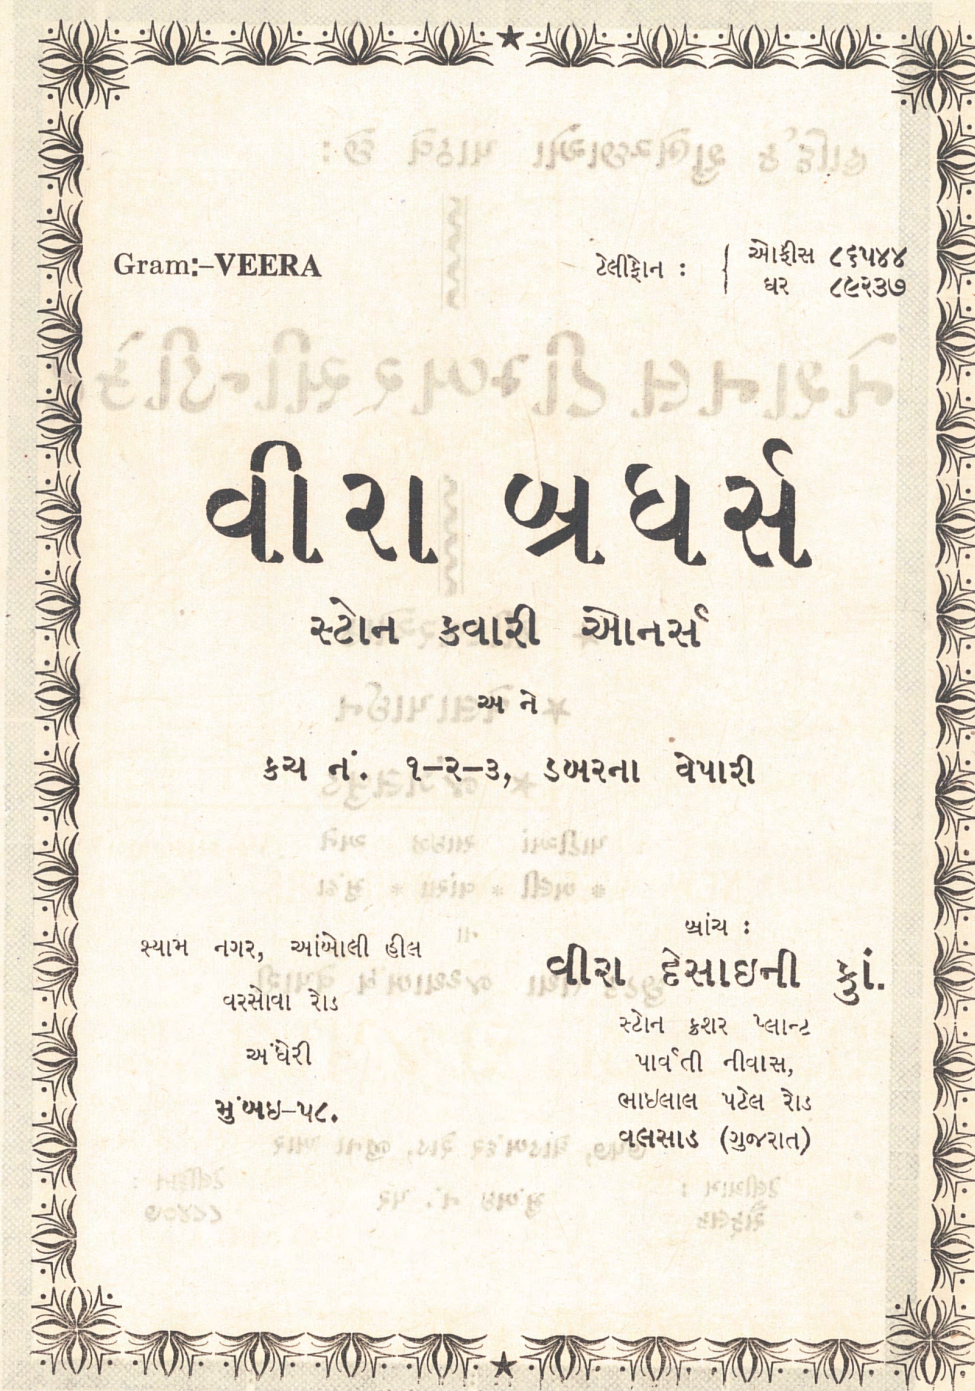 Gram:–VEERA
ટેલીફોન : ઓફીસ ૮૬૫૪૪
ઘર ૮૯૨૩૭
વીરા બ્રધર્સ
સ્ટોન કવારી ઓનર્સ
અને
કચ નં. ૧–૨–૩, ડબરના વેપારી
શ્યામ નગર, આંબોલી હીલ
વરસોવા રોડ
અંધેરી
મુંબઇ–૫૮.
બ્રાંચ :
વીરા દેસાઇની કું.
સ્ટોન ક્રશર પ્લાન્ટ
પાર્વતી નીવાસ,
ભાઇલાલ પટેલ રોડ
વલસાડ (ગુજરાત)